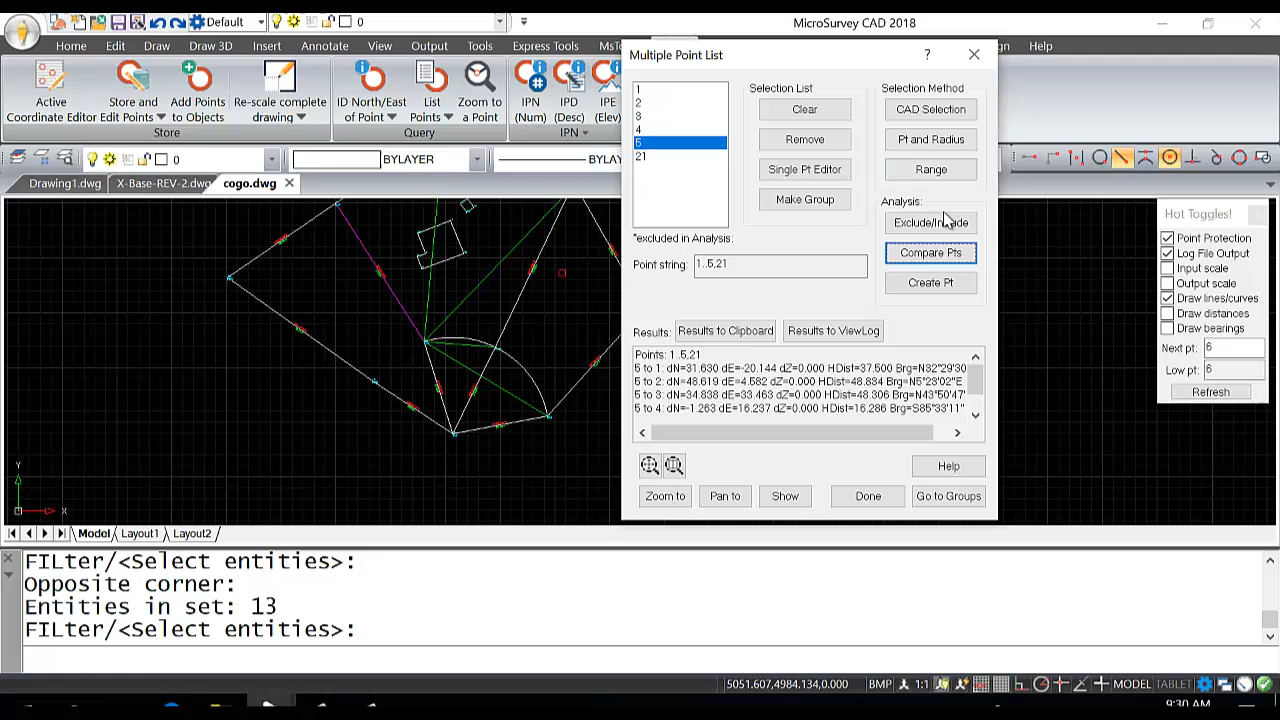 Default
0
MicroSurvey CAD 2018
Home Edit Draw Draw 3D Insert Annotate View Output Tools Express Tools
Help
Multiple Point List
?
Active
Coordinate Editor
Store and
Edit Points
Add Points
to Objects
Re-scale complete
drawing
ID North/East
of Point
List
Points
Zoom to
a Point
IPN
(Num)
IPD
(Desc)
IPE
(Elev)
Store
Query
IPN
0
BYLAYER
BYLA
Drawing1.dwg
X-Base-REV-2.dwg
cogo.dwg
1
2
3
4
5
21
Selection List
Clear
Remove
Single Pt Editor
Make Group
Selection Method
CAD Selection
Pt and Radius
Range
Analysis:
Compare Pts
Create Pt
*excluded in Analysis:
Point string:
1..5,21
Results:
Results to Clipboard
Results to ViewLog
Points: 1..5,21
5 to 1: dN=31.630 dE=-20.144 dZ=0.000 HDist=37.500 Brg=N32°29'30
5 to 2: dN=48.619 dE=4.582 dZ=0.000 HDist=48.834 Brg=N5°23'02"E
5 to 3: dN=34.838 dE=33.463 dZ=0.000 HDist=48.306 Brg=N43°50'47"
5 to 4: dN=-1.263 dE=16.237 dZ=0.000 HDist=16.286 Brg=S85°33'11"
Help
Zoom to
Pan to
Show
Done
Go to Groups
Hot Toggles!
Point Protection
Log File Output
Input scale
Output scale
Draw lines/curves
Draw distances
Draw bearings
Next pt: 6
Low pt: 6
Refresh
Y
X
Model
Layout1
Layout2
FILter/<Select entities>:
Opposite corner:
Entities in set: 13
FILter/<Select entities>:
5051.607,4984.134,0.000
BMP
1:1
MODEL
TABLET
9:30 AM